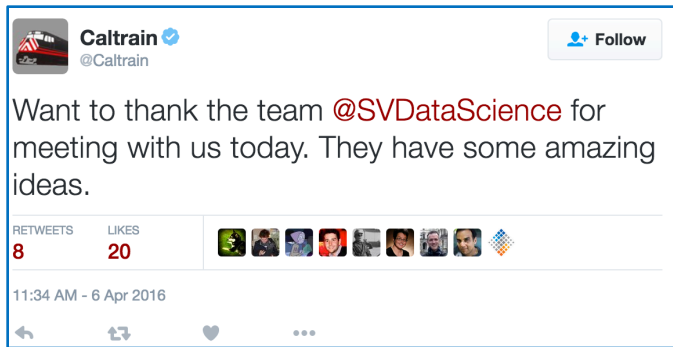 Caltrain
@Caltrain
Follow
Want to thank the team @SVDataScience for
meeting with us today. They have some amazing
ideas.
RETWEETS LIKES
8 20
11:34 AM - 6 Apr 2016